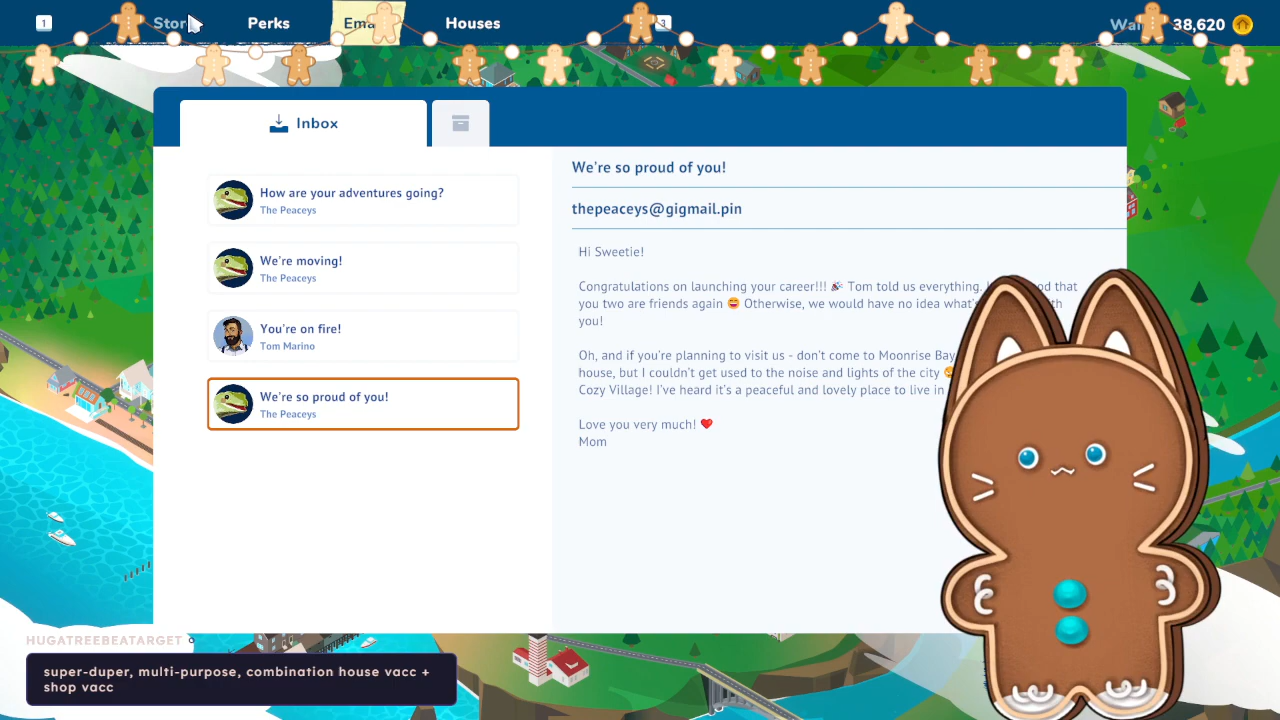 1 Perks Houses 3 38,620
Inbox
How are your adventures going?
The Peaceys
We're moving!
The Peaceys
You're on fire!
Tom Marino
We're so proud of you!
The Peaceys
We're so proud of you!
thepeaceys@gigmail.pin
Hi Sweetie!
Congratulations on launching your career!!! 🎉 Tom told us everything. that
you two are friends again 😄 Otherwise, we would have no idea
you!
Oh, and if you're planning to visit us - don't come to Moonrise Bay
house, but I couldn't get used to the noise and lights of the city
Cozy Village! I've heard it's a peaceful and lovely place to live in
Love you very much! ❤
Mom
HUGATREEBEATARGET
super-duper, multi-purpose, combination house vacc +
shop vacc